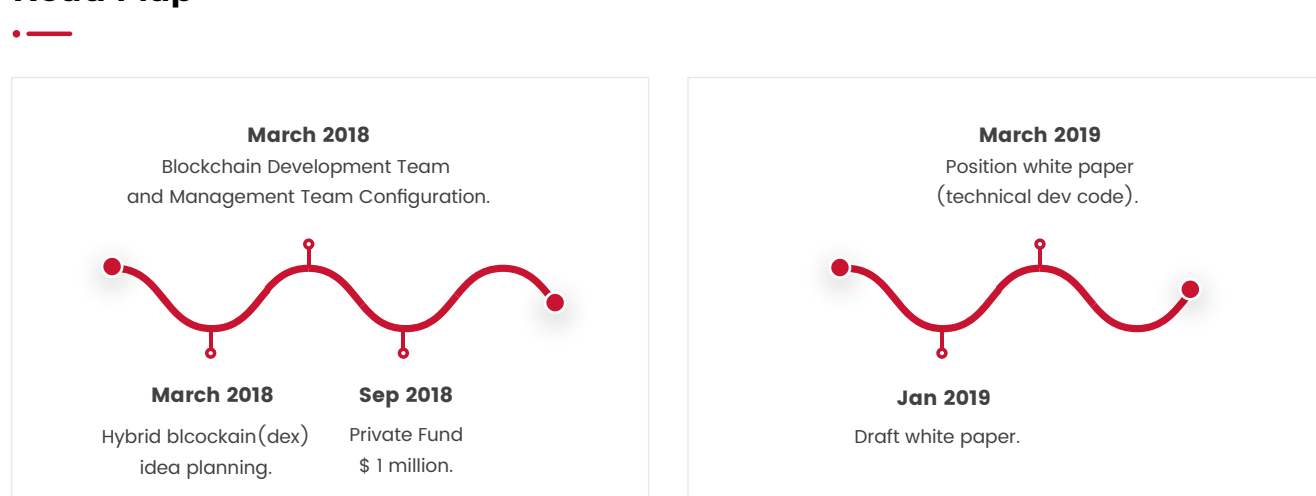 March 2018
Blockchain Development Team
and Management Team Configuration.
March 2018
Hybrid blcockain(dex)
idea planning.
Sep 2018
Private Fund
$ 1 million.
March 2019
Position white paper
(technical dev code).
Jan 2019
Draft white paper.